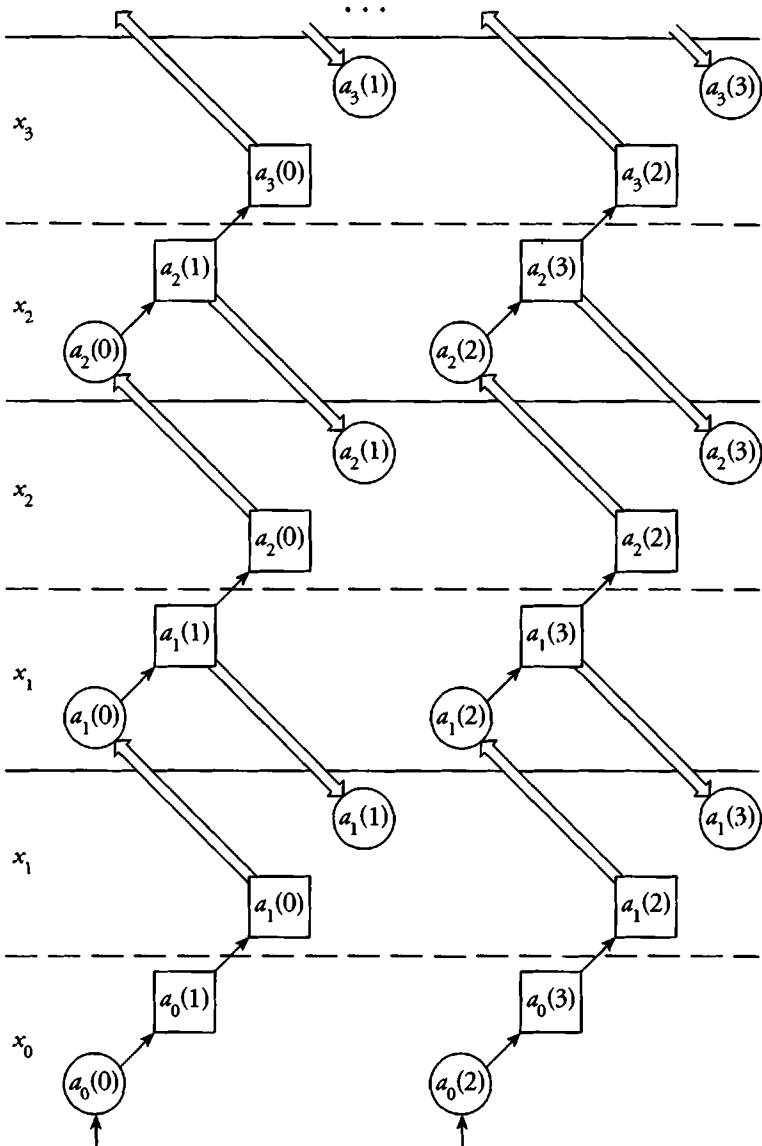 ...
a₃(1) a₃(3)
x₃
a₃(0) a₃(2)
a₂(1) a₂(3)
x₂
a₂(0) a₂(2)
a₂(1) a₂(3)
x₂
a₂(0) a₂(2)
a₁(1) a₁(3)
x₁
a₁(0) a₁(2)
a₁(1) a₁(3)
x₁
a₁(0) a₁(2)
a₀(1) a₀(3)
x₀
a₀(0) a₀(2)